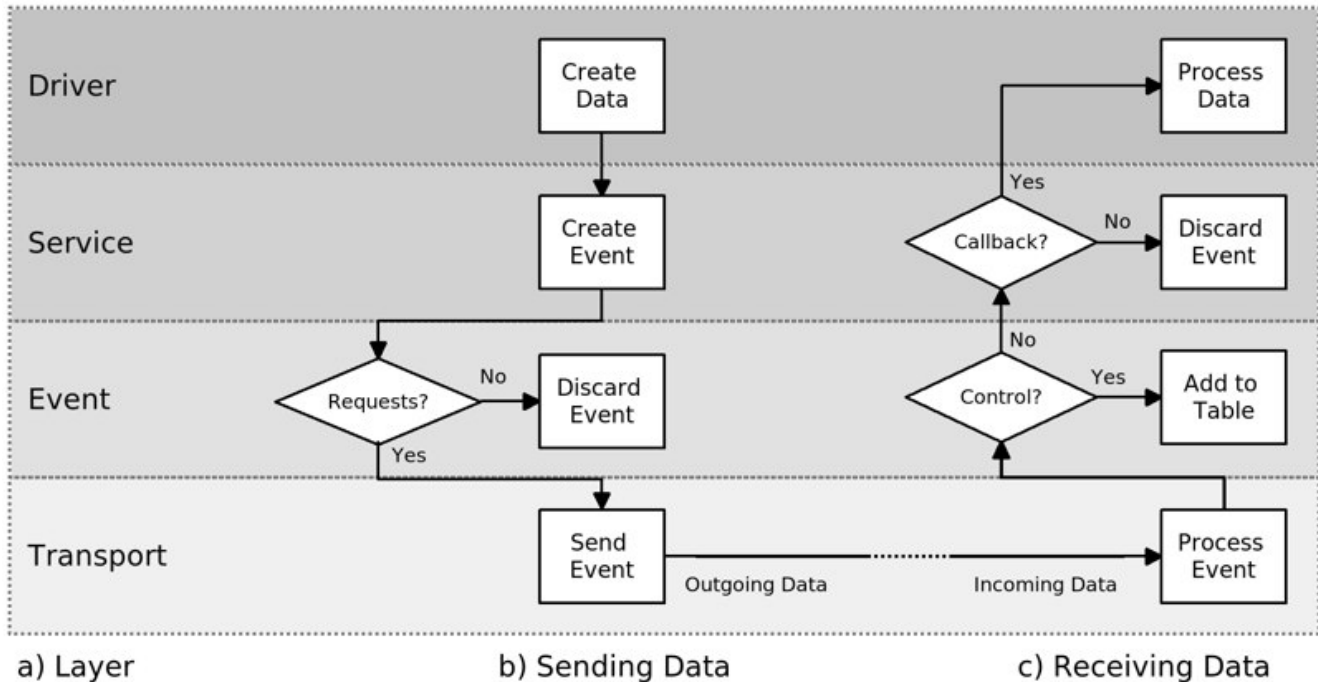 Driver
Create
Data
Process
Data
Yes
Service
Create
Event
Callback?
No
Discard
Event
No
Event
Requests?
No
Discard
Event
Yes
Control?
Yes
Add to
Table
Transport
Send
Event
Outgoing Data
Incoming Data
Process
Event
a) Layer
b) Sending Data
c) Receiving Data